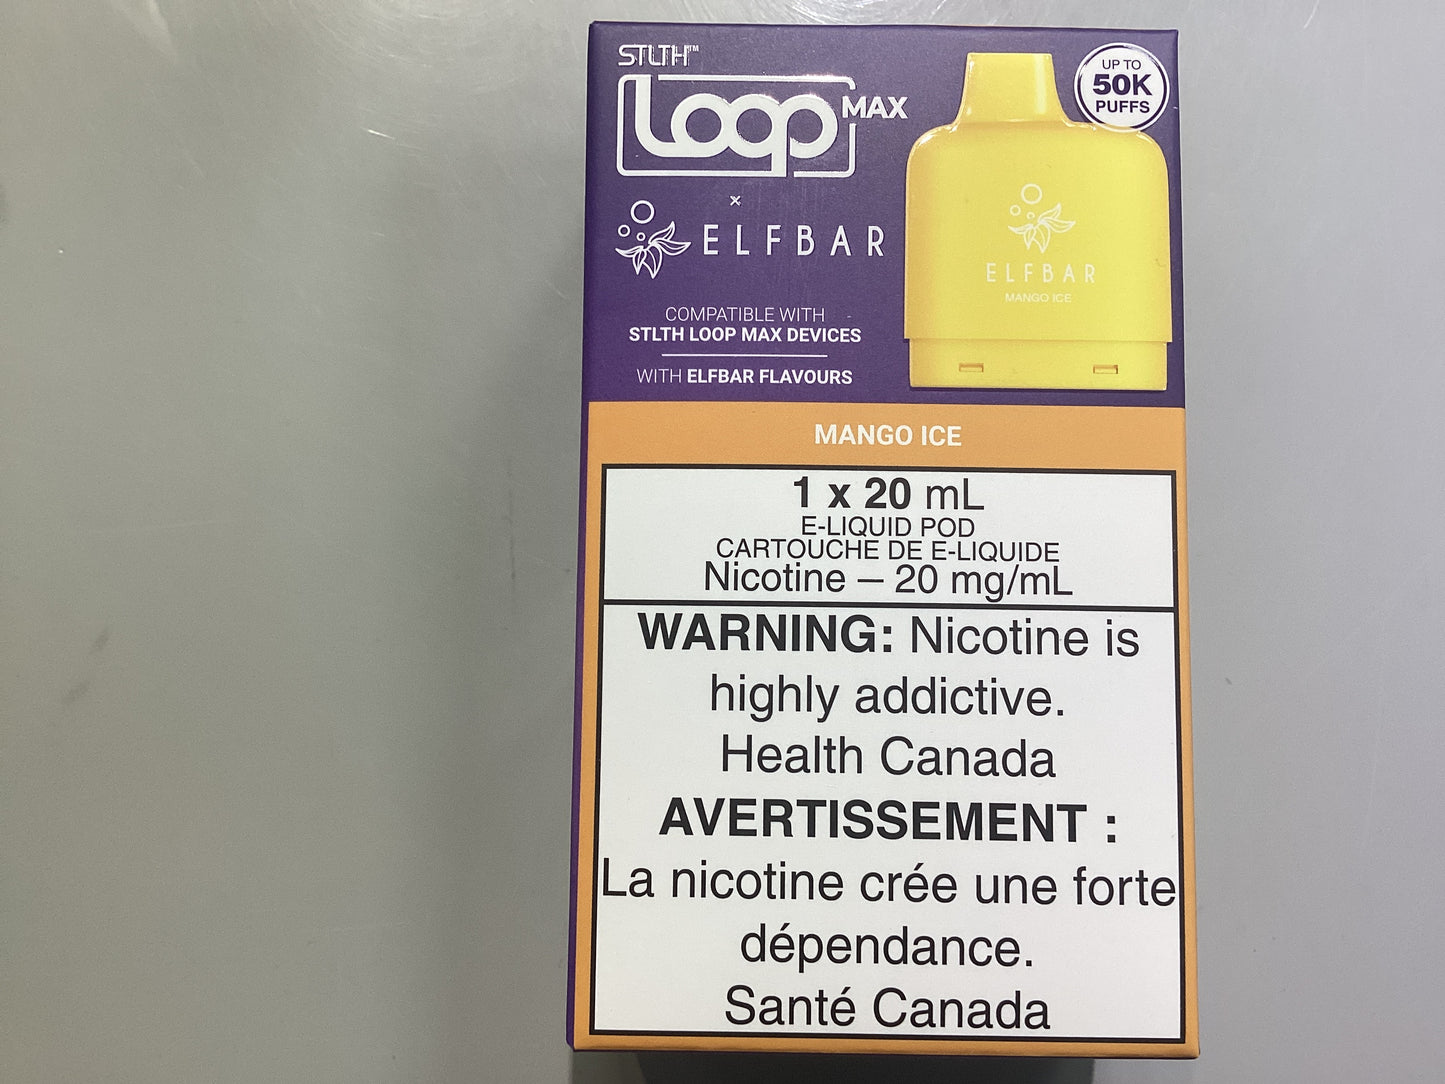 STLTH™
Loop MAX
x
ELFBAR
COMPATIBLE WITH
STLTH LOOP MAX DEVICES
WITH ELFBAR FLAVOURS
UP TO
50K
PUFFS
ELFBAR
MANGO ICE
MANGO ICE
1 x 20 mL
E-LIQUID POD
CARTOUCHE DE E-LIQUIDE
Nicotine – 20 mg/mL
WARNING: Nicotine is
highly addictive.
Health Canada
AVERTISSEMENT :
La nicotine crée une forte
dépendance.
Santé Canada